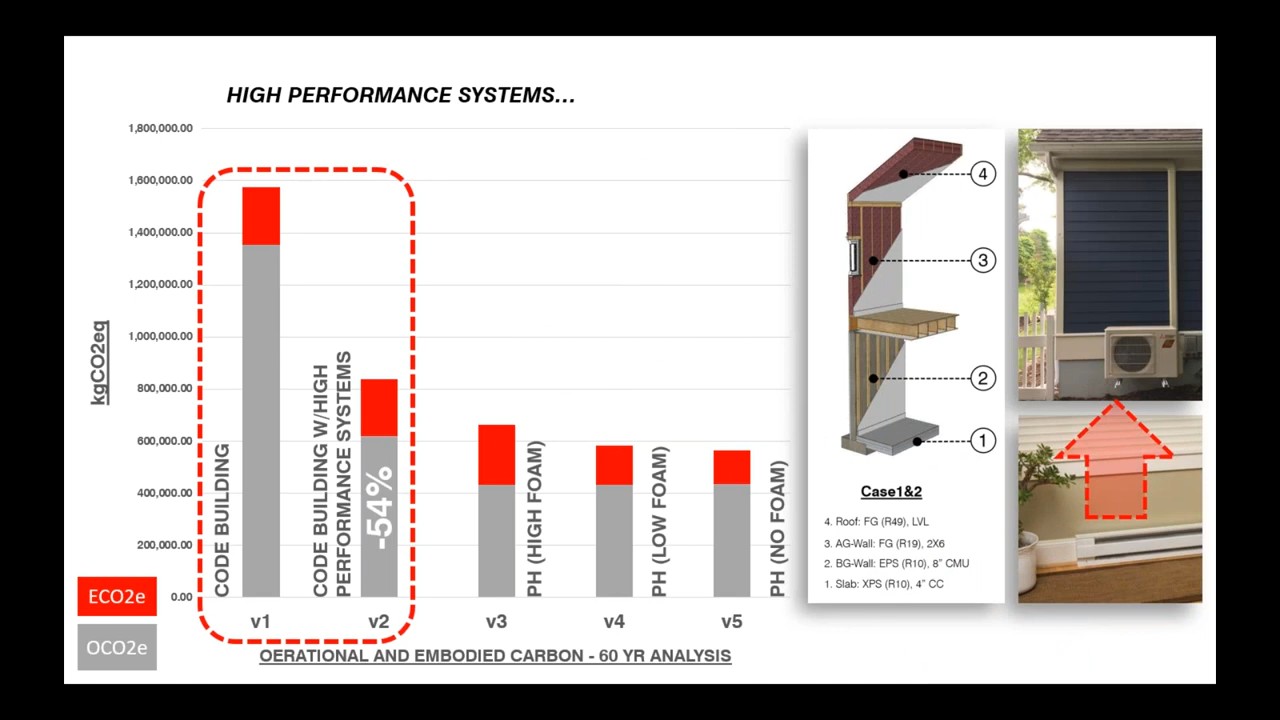 HIGH PERFORMANCE SYSTEMS...
1,800,000.00
1,600,000.00
1,400,000.00
1,200,000.00
1,000,000.00
800,000.00
600,000.00
400,000.00
200,000.00
0.00
kgCO2eq
CODE BUILDING
CODE BUILDING W/HIGH
PERFORMANCE SYSTEMS
-54%
PH (HIGH FOAM)
PH (LOW FOAM)
PH (NO FOAM)
v1
v2
v3
v4
v5
OERATIONAL AND EMBODIED CARBON - 60 YR ANALYSIS
ECO2e
OCO2e
4
3
2
1
Case1&2
4. Roof: FG (R49), LVL
3. AG-Wall: FG (R19), 2X6
2. BG-Wall: EPS (R10), 8" CMU
1. Slab: XPS (R10), 4" CC